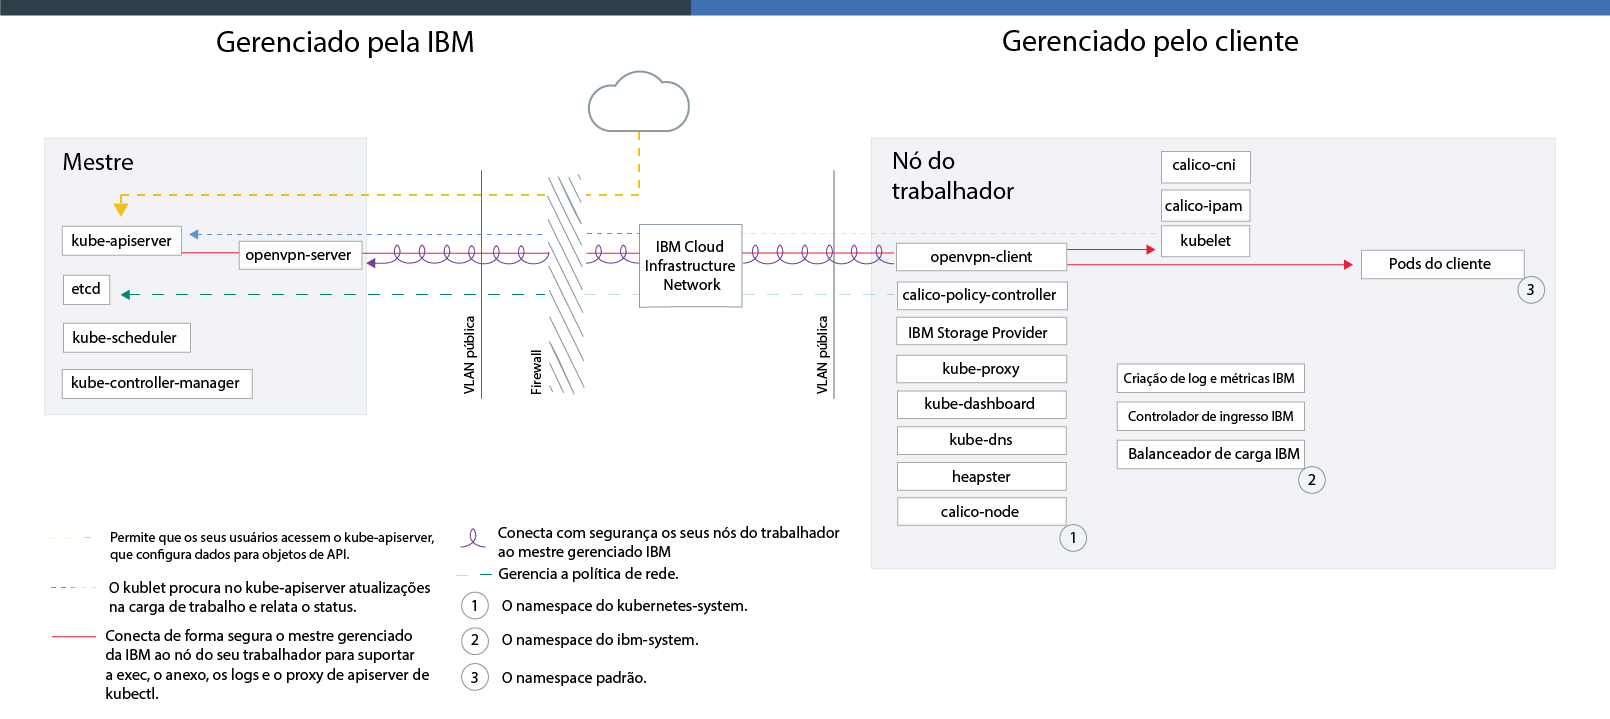 Gerenciado pela IBM
Gerenciado pelo cliente
Mestre
kube-apiserver
openvpn-server
etcd
kube-scheduler
kube-controller-manager
VLAN pública
Firewall
IBM Cloud
Infrastructure
Network
VLAN pública
Nó do
trabalhador
calico-cni
calico-ipam
kubelet
openvpn-client
Pods do cliente
3
calico-policy-controller
IBM Storage Provider
kube-proxy
kube-dashboard
kube-dns
heapster
calico-node
1
Criação de log e métricas IBM
Controlador de ingresso IBM
Balanceador de carga IBM
2
Permite que os seus usuários acessem o kube-apiserver,
que configura dados para objetos de API.
O kublet procura no kube-apiserver atualizações
na carga de trabalho e relata o status.
Conecta de forma segura o mestre gerenciado
da IBM ao nó do seu trabalhador para suportar
a exec, o anexo, os logs e o proxy de apiserver de
kubectl.
Conecta com segurança os seus nós do trabalhador
ao mestre gerenciado IBM
Gerencia a política de rede.
1 O namespace do kubernetes-system.
2 O namespace do ibm-system.
3 O namespace padrão.